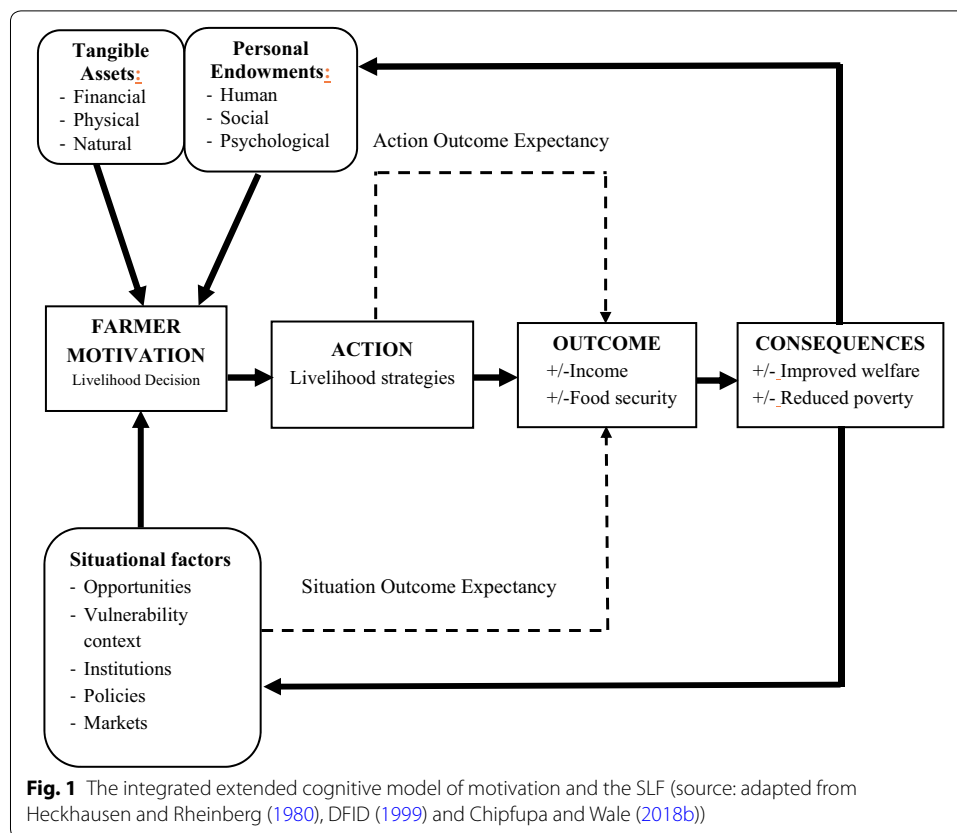 Tangible
Assets:
- Financial
- Physical
- Natural
Personal
Endowments:
- Human
- Social
- Psychological
Action Outcome Expectancy
FARMER
MOTIVATION
Livelihood Decision
ACTION
Livelihood strategies
OUTCOME
+/-Income
+/-Food security
CONSEQUENCES
+/- Improved welfare
+/- Reduced poverty
Situational factors
- Opportunities
- Vulnerability
context
- Institutions
- Policies
- Markets
Situation Outcome Expectancy
Fig. 1 The integrated extended cognitive model of motivation and the SLF (source: adapted from
Heckhausen and Rheinberg (1980), DFID (1999) and Chipfupa and Wale (2018b))